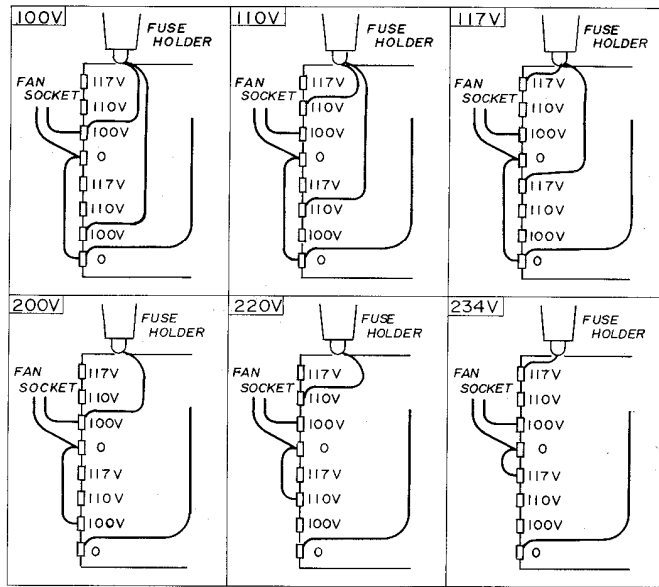 100V
FUSE
HOLDER
FAN
SOCKET
117V
110V
100V
0
117V
110V
100V
0
110V
FUSE
HOLDER
FAN
SOCKET
117V
110V
100V
0
117V
110V
100V
0
117V
FUSE
HOLDER
FAN
SOCKET
117V
110V
100V
0
117V
110V
100V
0
200V
FUSE
HOLDER
FAN
SOCKET
117V
110V
100V
0
117V
110V
100V
0
220V
FUSE
HOLDER
FAN
SOCKET
117V
110V
100V
0
117V
110V
100V
0
234V
FUSE
HOLDER
FAN
SOCKET
117V
110V
100V
0
117V
110V
100V
0